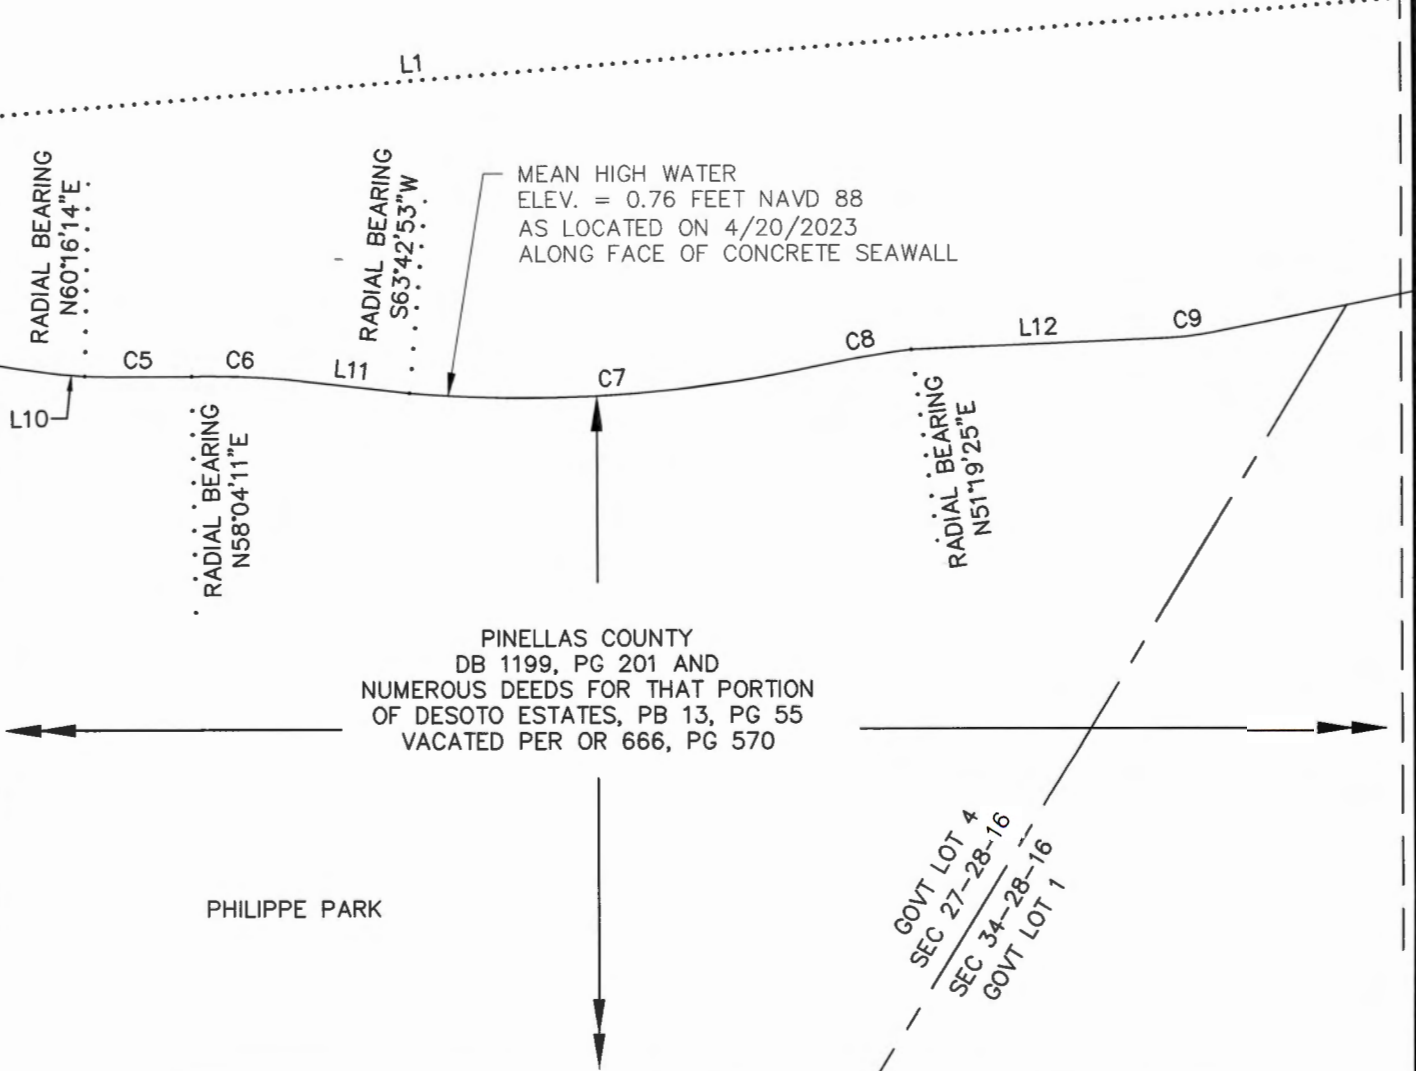 L1
RADIAL BEARING
N60°16'14"E
RADIAL BEARING
S63°42'53"W
MEAN HIGH WATER
ELEV. = 0.76 FEET NAVD 88
AS LOCATED ON 4/20/2023
ALONG FACE OF CONCRETE SEAWALL
L10
C5
C6
L11
C7
C8
L12
C9
RADIAL BEARING
N58°04'11"E
RADIAL BEARING
N51°19'25"E
PINELLAS COUNTY
DB 1199, PG 201 AND
NUMEROUS DEEDS FOR THAT PORTION
OF DESOTO ESTATES, PB 13, PG 55
VACATED PER OR 666, PG 570
GOVT LOT 4
SEC 27-28-16
SEC 34-28-16
GOVT LOT 1
PHILIPPE PARK